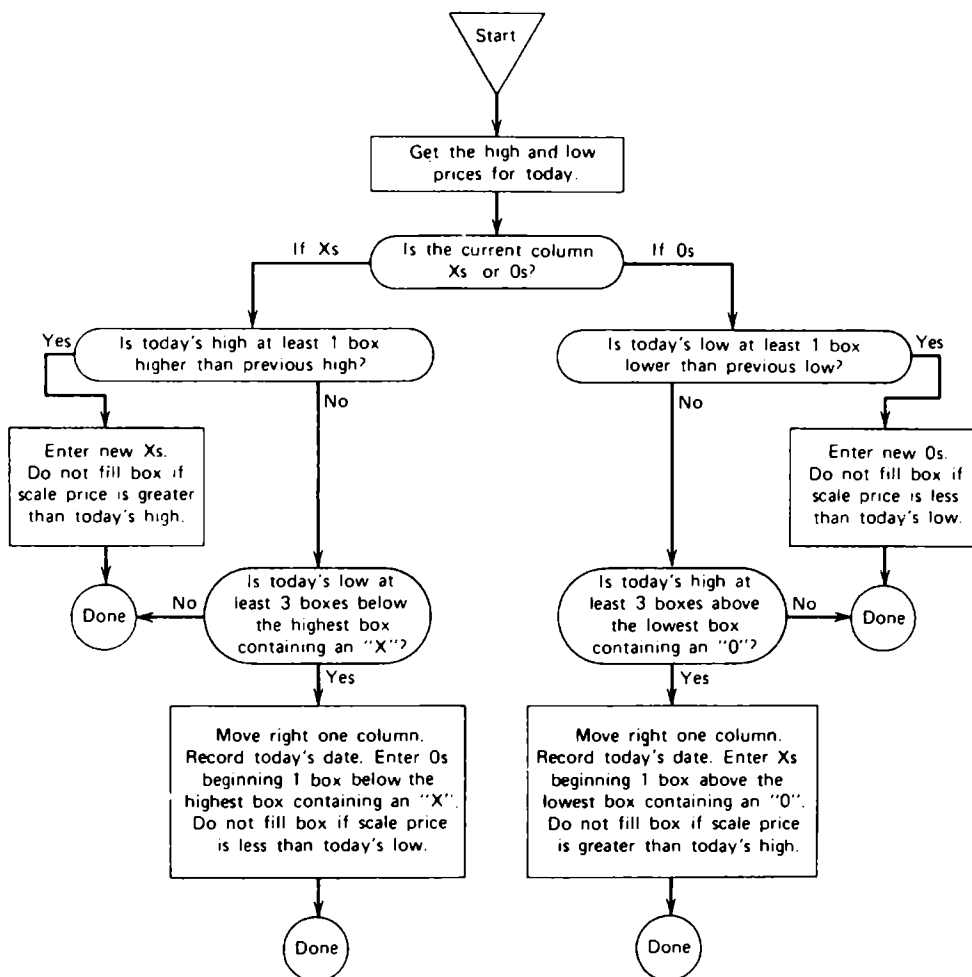 Start
Get the high and low
prices for today.
Is the current column
Xs or 0s?
If Xs
If 0s
Is today's high at least 1 box
higher than previous high?
Yes
No
Enter new Xs.
Do not fill box if
scale price is greater
than today's high.
Done
Is today's low at
least 3 boxes below
the highest box
containing an "X"?
No
Yes
Move right one column.
Record today's date. Enter 0s
beginning 1 box below the
highest box containing an "X".
Do not fill box if scale price
is less than today's low.
Done
Is today's low at least 1 box
lower than previous low?
Yes
No
Enter new 0s.
Do not fill box if
scale price is less
than today's low.
Done
Is today's high at
least 3 boxes above
the lowest box
containing an "0"?
No
Yes
Move right one column.
Record today's date. Enter Xs
beginning 1 box above the
lowest box containing an "0".
Do not fill box if scale price
is greater than today's high.
Done